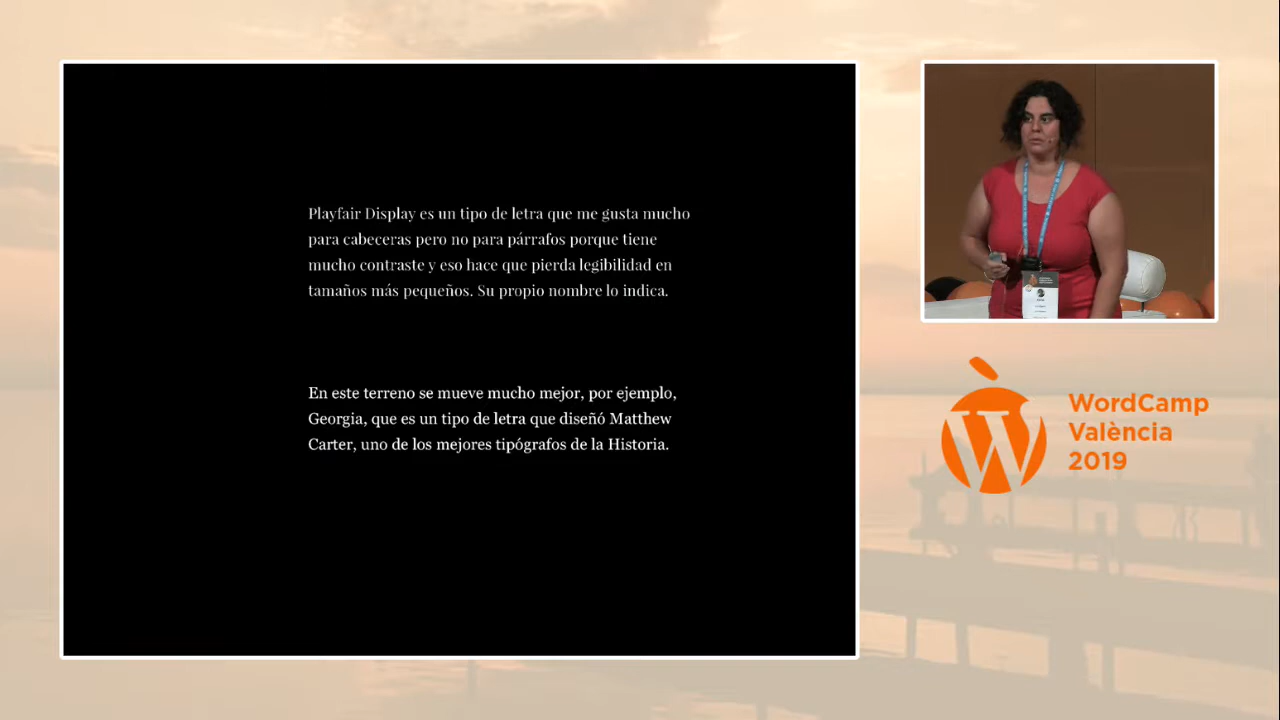 Playfair Display es un tipo de letra que me gusta mucho
para cabeceras pero no para párrafos porque tiene
mucho contraste y eso hace que pierda legibilidad en
tamaños más pequeños. Su propio nombre lo indica.
En este terreno se mueve mucho mejor, por ejemplo,
Georgia, que es un tipo de letra que diseñó Matthew
Carter, uno de los mejores tipógrafos de la Historia.
WordCamp
València
2019